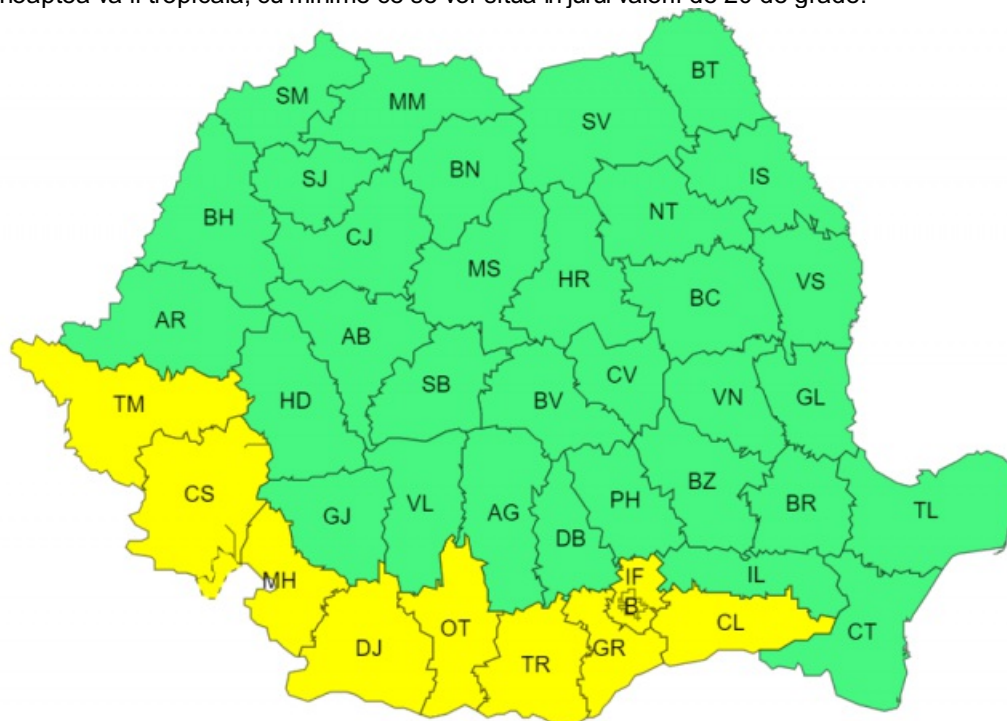 va fi tropicală, cu minime ce se vor situa în jurul valorii de 20 de grade.
BT
SM
MM
SV
BN
SJ
IS
BH
NT
CJ
MS
HR
VS
BC
AR
AB
SB
CV
TM
HD
BV
VN
GL
CS
BZ
GJ
VL
AG
PH
BR
TL
DB
MH
IF
IL
B
OT
CL
CT
DJ
TR
GR